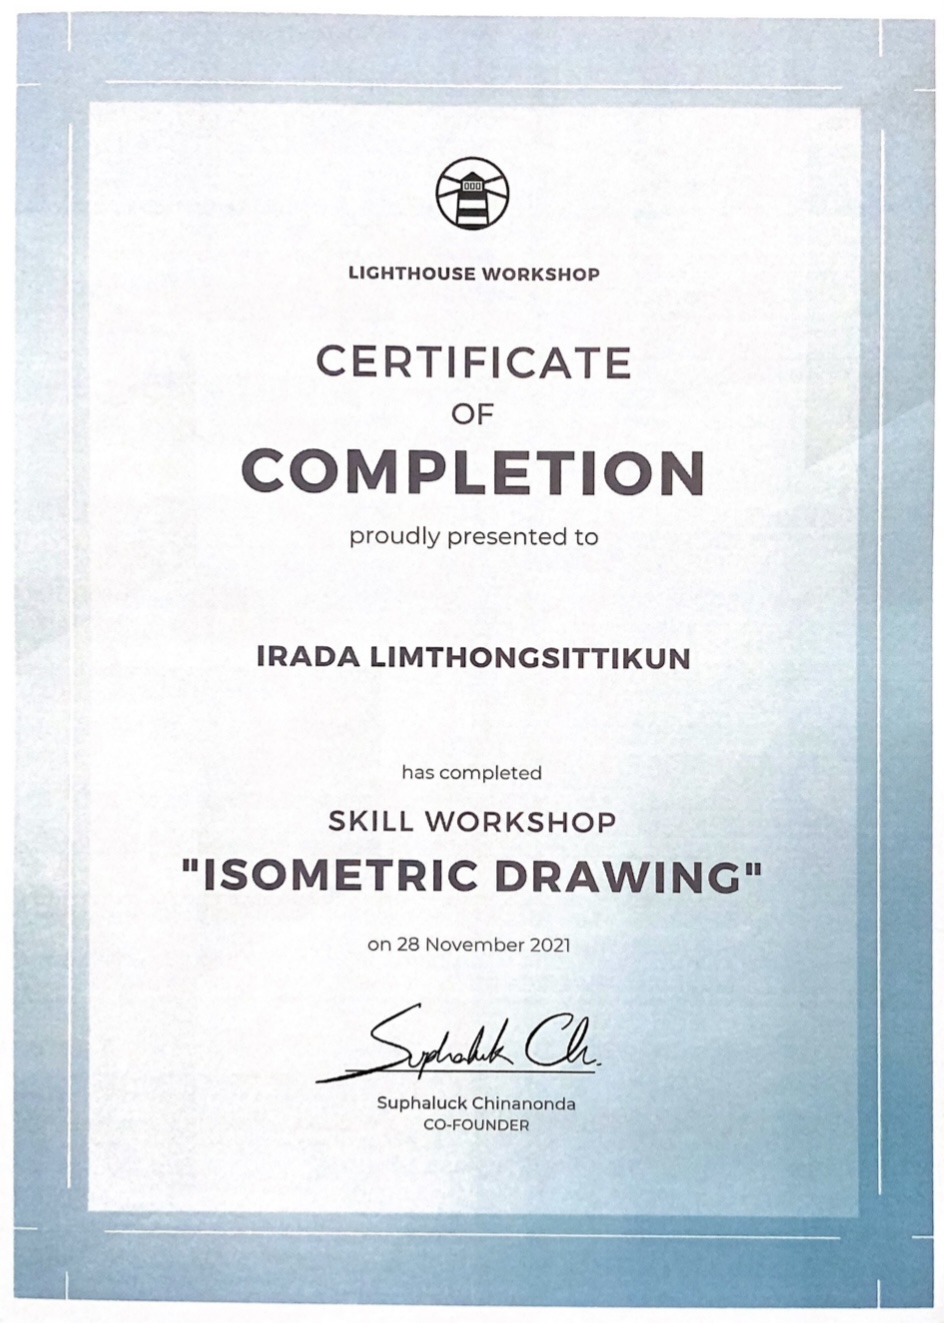 LIGHTHOUSE WORKSHOP
CERTIFICATE
OF
COMPLETION
proudly presented to
IRADA LIMTHONGSITTIKUN
has completed
SKILL WORKSHOP
"ISOMETRIC DRAWING"
on 28 November 2021
Suphaluk Ch.
Suphaluck Chinanonda
CO-FOUNDER